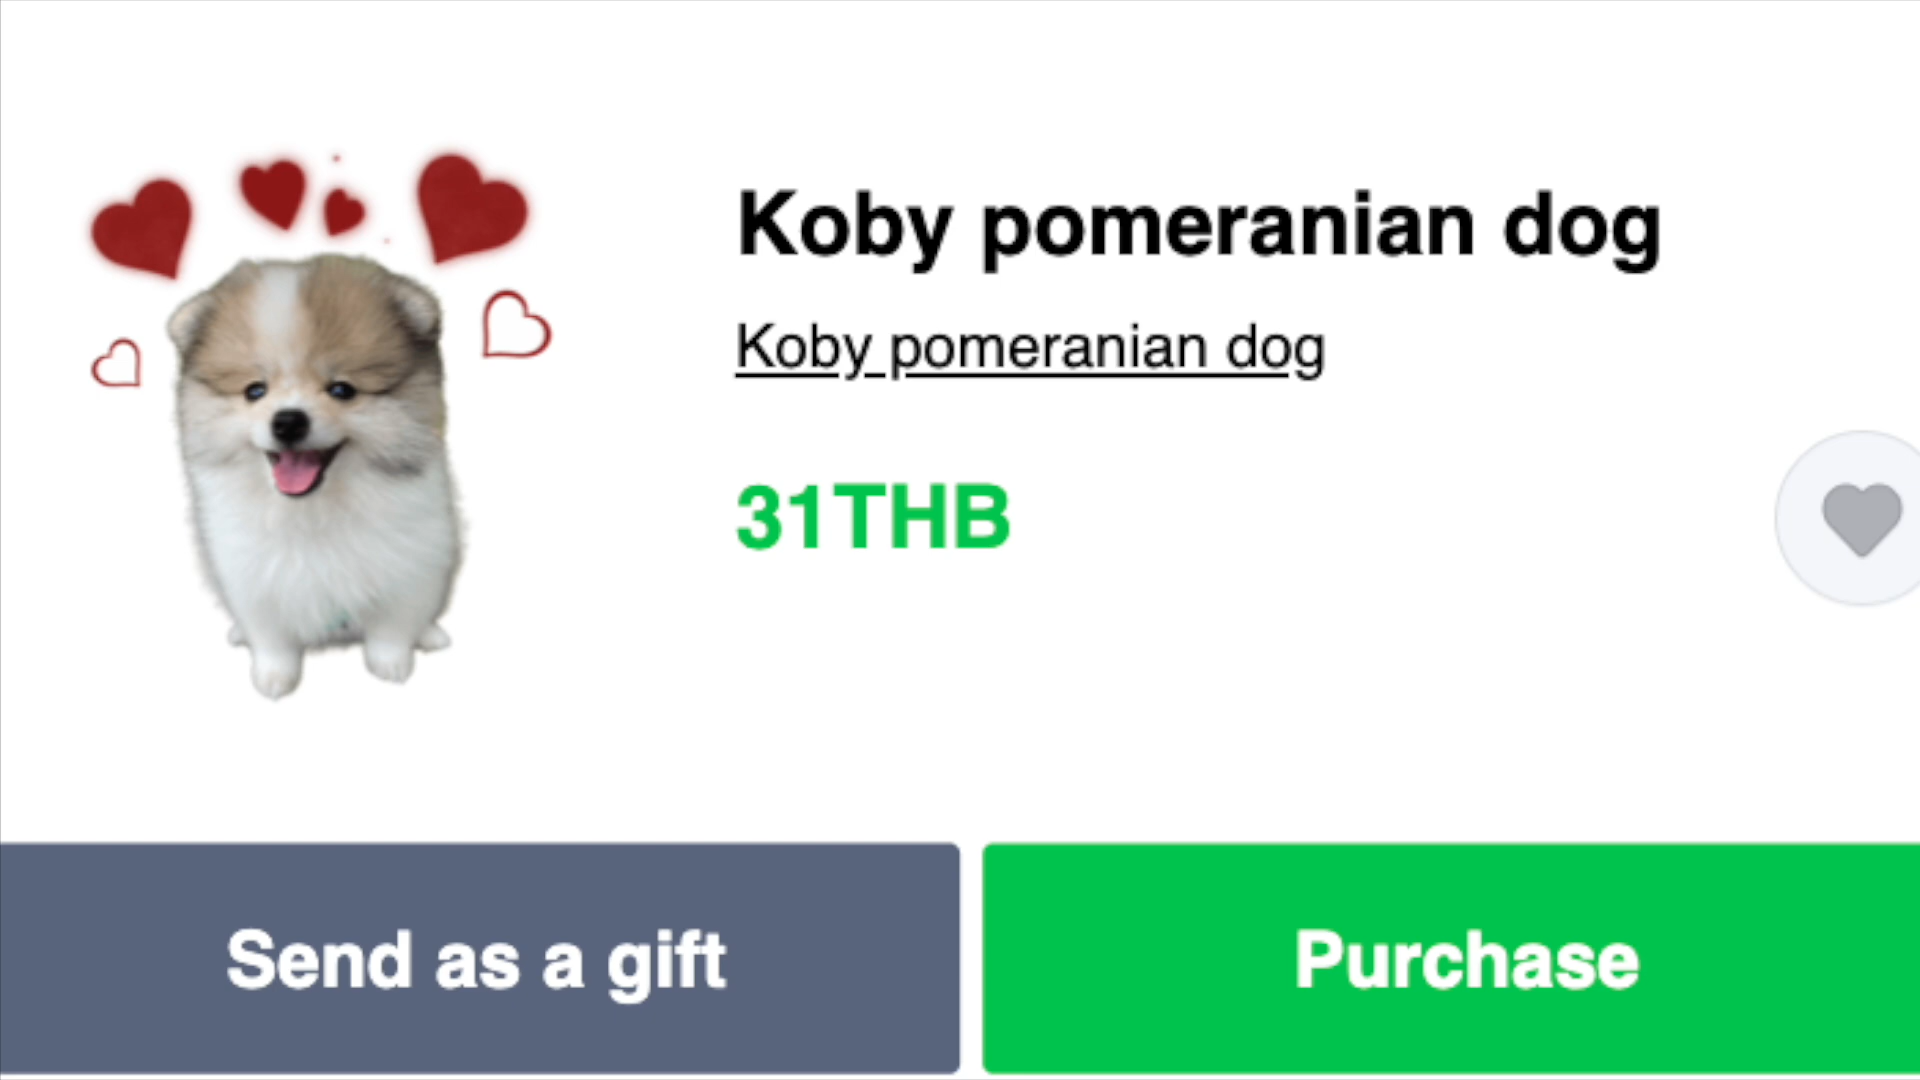 Koby pomeranian dog
Koby pomeranian dog
31THB
Send as a gift
Purchase